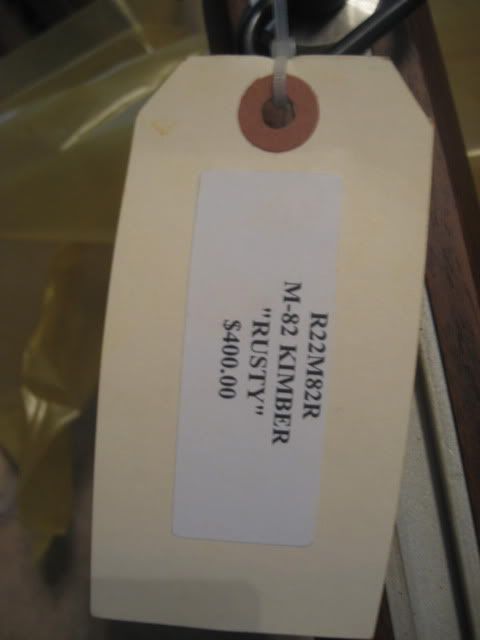 R22M82R
M-82 KIMBER
"RUSTY"
$400.00